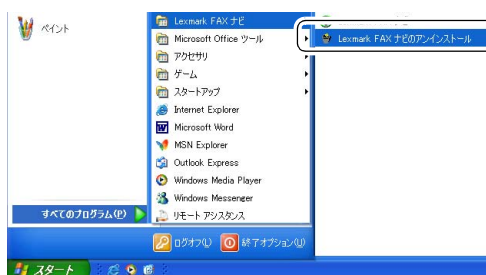 ペイント
すべてのプログラム(P)
Lexmark FAX ナビ
Microsoft Office ツール
アクセサリ
ゲーム
スタートアップ
Internet Explorer
Microsoft Word
MSN Explorer
Outlook Express
Windows Media Player
Windows Messenger
リモート アシスタンス
Lexmark FAX ナビのアンインストール
ログオフ(L)
終了オプション(U)
スタート